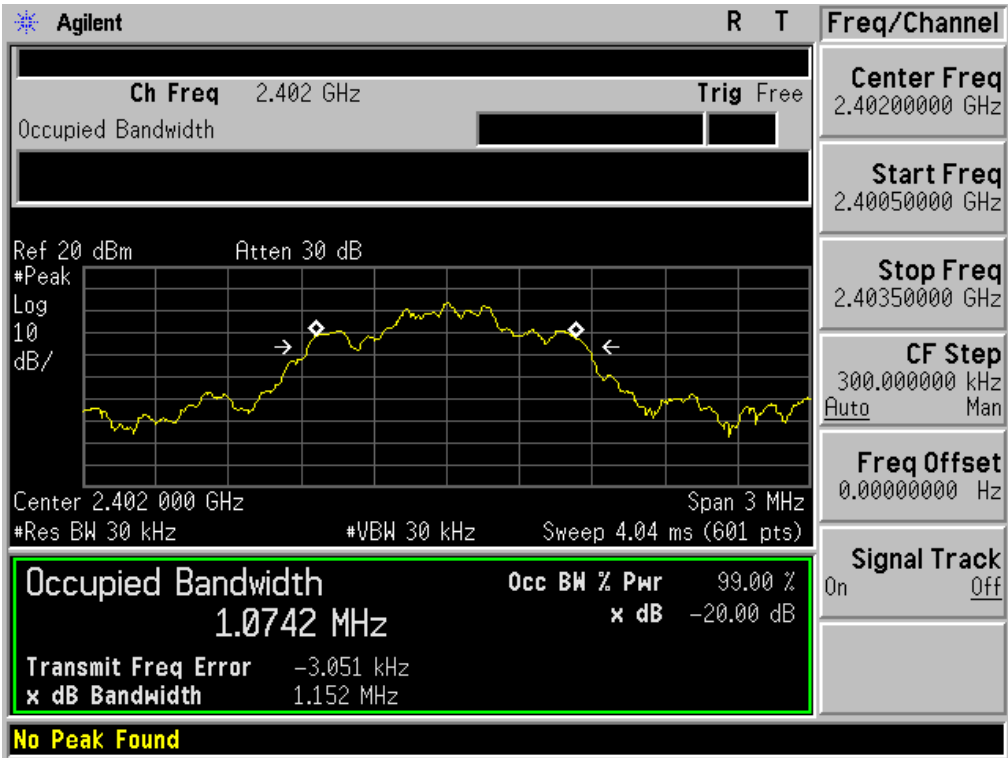 Agilent R T Freq/Channel
Ch Freq 2.402 GHz Trig Free
Occupied Bandwidth
Center Freq
2.40200000 GHz
Start Freq
2.40050000 GHz
Stop Freq
2.40350000 GHz
CF Step
300.000000 kHz
Auto Man
Freq Offset
0.00000000 Hz
Signal Track
On Off
Ref 20 dBm Atten 30 dB
#Peak
Log
10
dB/
Center 2.402 000 GHz Span 3 MHz
#Res BW 30 kHz #VBW 30 kHz Sweep 4.04 ms (601 pts)
Occupied Bandwidth Occ BW % Pwr 99.00 %
1.0742 MHz x dB -20.00 dB
Transmit Freq Error -3.051 kHz
x dB Bandwidth 1.152 MHz
No Peak Found